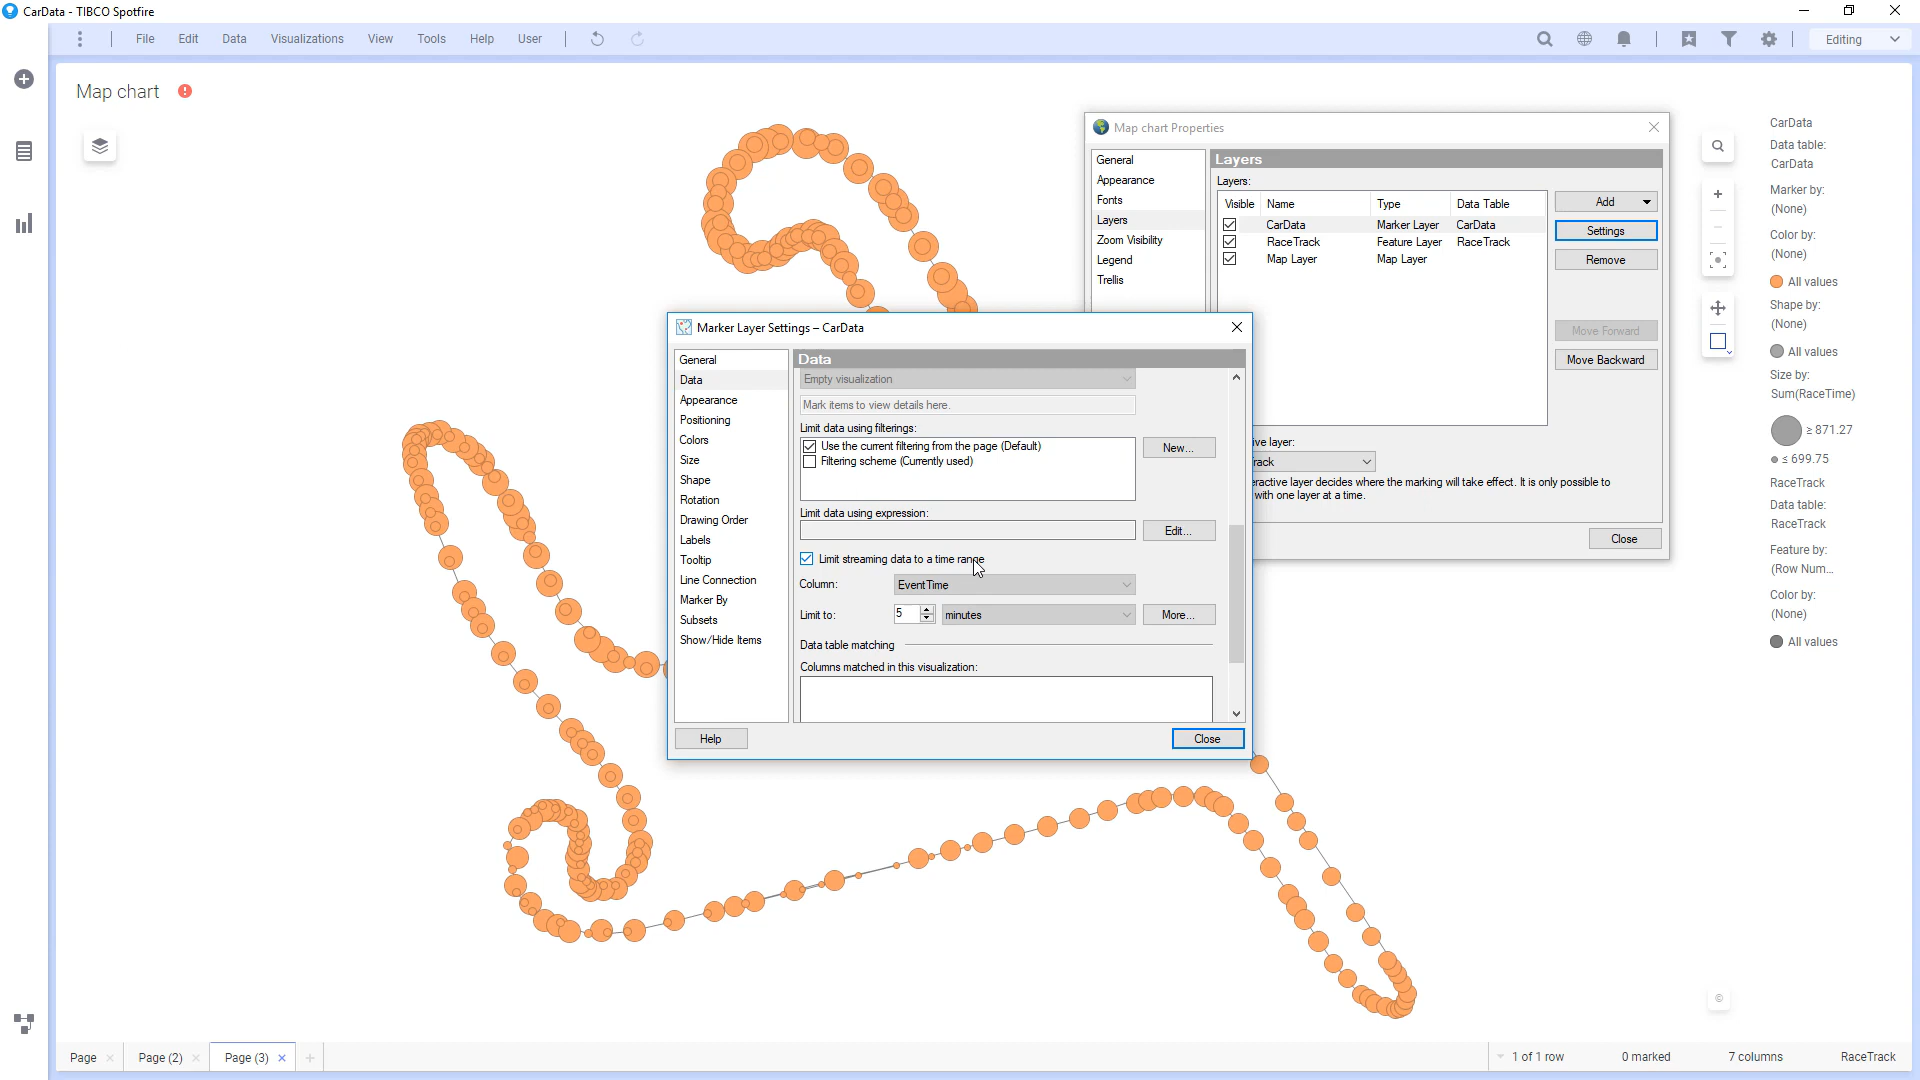 CarData - TIBCO Spotfire
File Edit Data Visualizations View Tools Help User
Editing
Map chart
Map chart Properties
General
Appearance
Fonts
Layers
Zoom Visibility
Legend
Trellis
Layers
Layers:
Visible Name Type Data Table
CarData Marker Layer CarData
RaceTrack Feature Layer RaceTrack
Map Layer Map Layer
Add
Settings
Remove
Move Forward
Move Backward
ive layer:
rack
eractive layer decides where the marking will take effect. It is only possible to
with one layer at a time.
Close
Marker Layer Settings – CarData
General
Data
Appearance
Positioning
Colors
Size
Shape
Rotation
Drawing Order
Labels
Tooltip
Line Connection
Marker By
Subsets
Show/Hide Items
Data
Empty visualization
Mark items to view details here.
Limit data using filterings:
Use the current filtering from the page (Default)
Filtering scheme (Currently used)
New...
Limit data using expression:
Edit...
Limit streaming data to a time range
Column: EventTime
Limit to: 5 minutes More...
Data table matching
Columns matched in this visualization:
Help
Close
CarData
Data table:
CarData
Marker by:
(None)
Color by:
(None)
All values
Shape by:
(None)
All values
Size by:
Sum(RaceTime)
≥ 871.27
≤ 699.75
RaceTrack
Data table:
RaceTrack
Feature by:
(Row Num...
Color by:
(None)
All values
©
Page Page (2) Page (3)
1 of 1 row 0 marked 7 columns RaceTrack